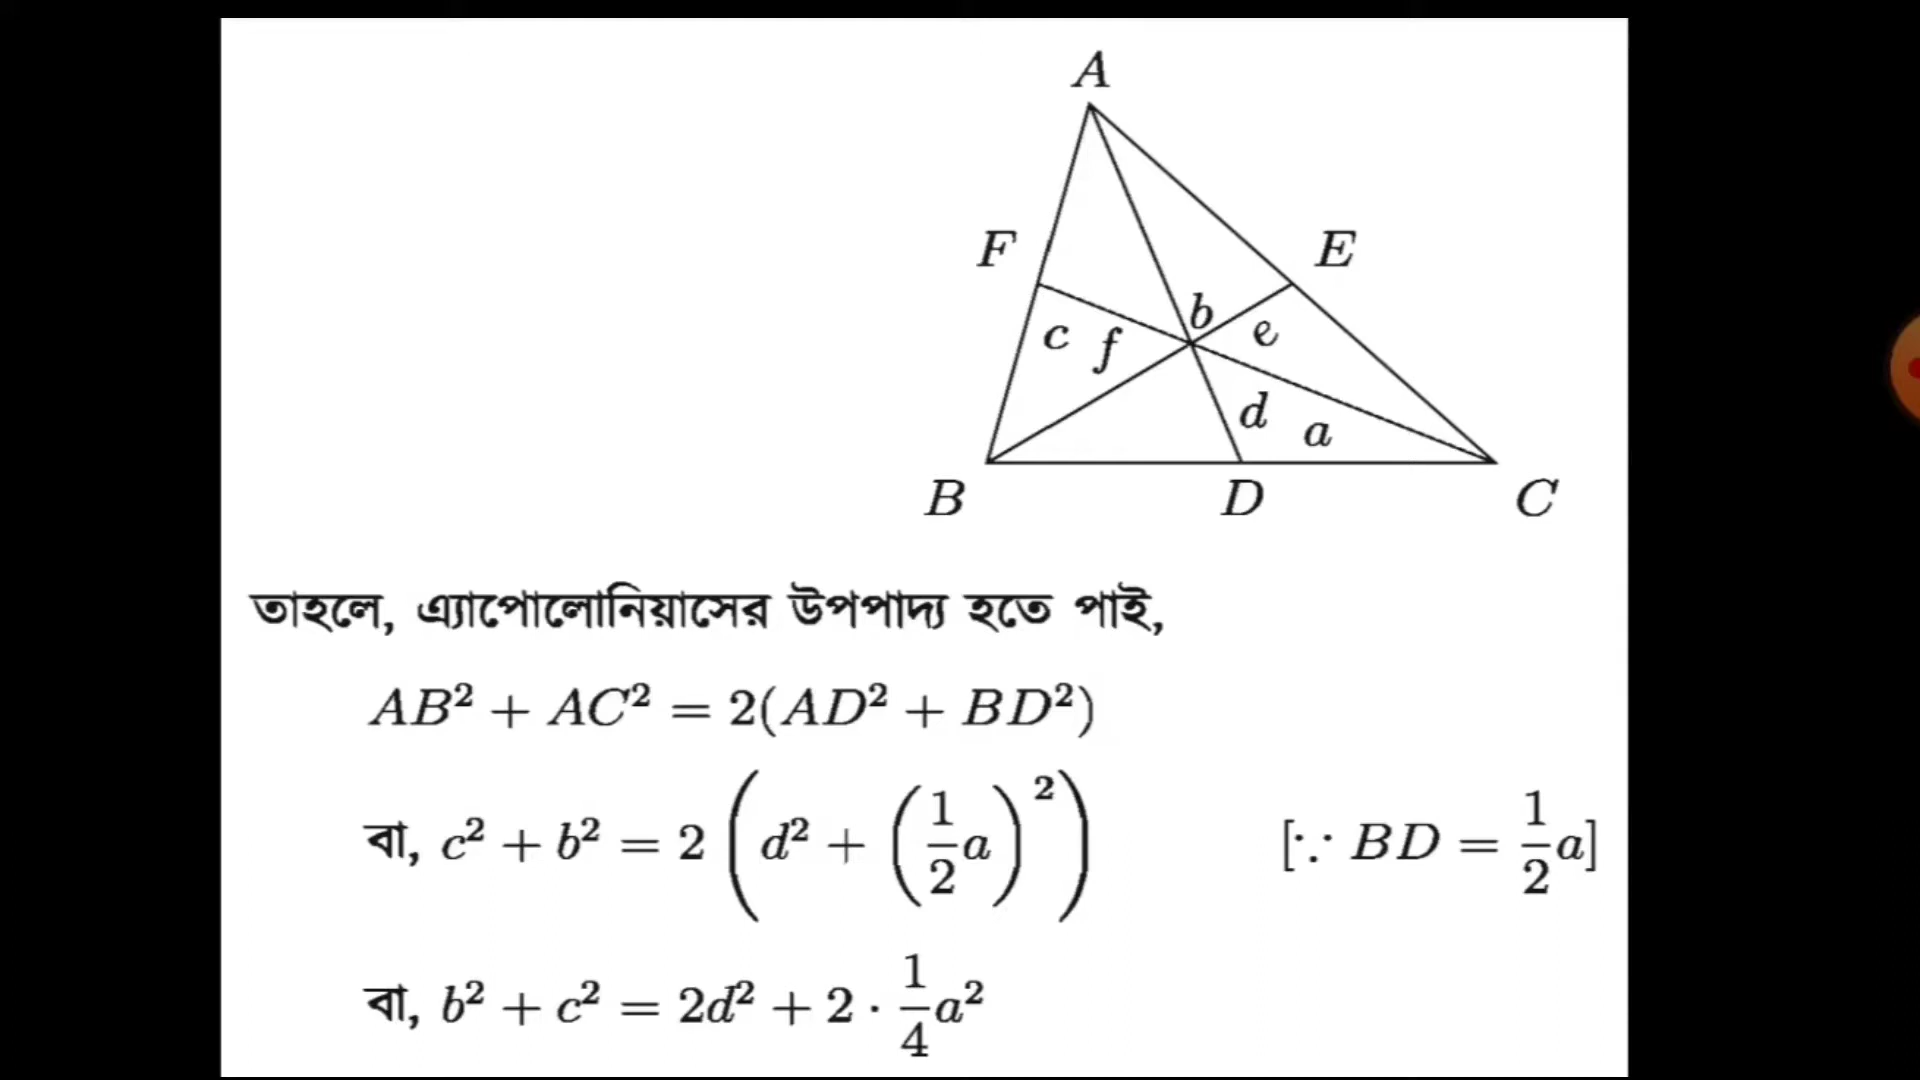 A
F E
b
c f e
d a
B D C
তাহলে, এ্যাপোলোনিয়াসের উপপাদ্য হতে পাই,
AB² + AC² = 2(AD² + BD²)
বা, c² + b² = 2(d² + (1/2 a)²) [∵ BD = 1/2 a]
বা, b² + c² = 2d² + 2 · 1/4 a²